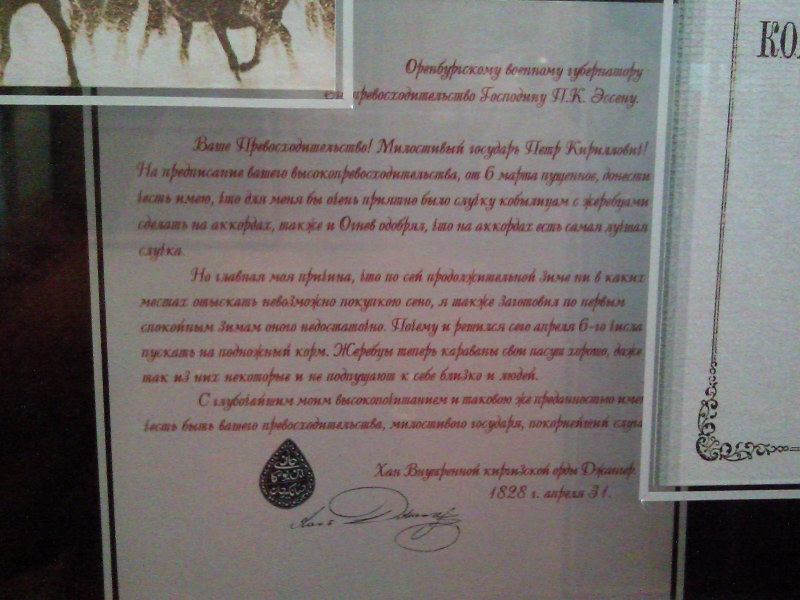 КО
Оренбургскому военному губернатору
превосходительство Господину П.К. Эссену.
Ваше Превосходительство! Милостивый государь Петр Кириллович!
На предписание вашего высокопревосходительства, от 6 марта пущенное, донести
честь имею, что для меня бы очень приятно было случку кобылицам с жеребцами
сделать на аккордах, также и Огнев одобрял, что на аккордах есть самая лучшая
случка.
Но главная моя причина, что по сей продолжительной зиме ни в каких
местах отыскать невозможно покупкою сено, я также заготовил по первым
спокойным зимам оного недостаточно. Почему и решился сего апреля 6-го числа
пускать на подножный корм. Жеребцы теперь караваны свои пасут хорошо, даже
так из них некоторые и не подпущают к себе близко и людей.
С глубочайшим моим высокопочитанием и таковою же преданностью имею
честь быть вашего превосходительства, милостивого государя, покорнейший слуга
Хан Внутренной киргизской орды Джангер.
1828 г. апреля 31.